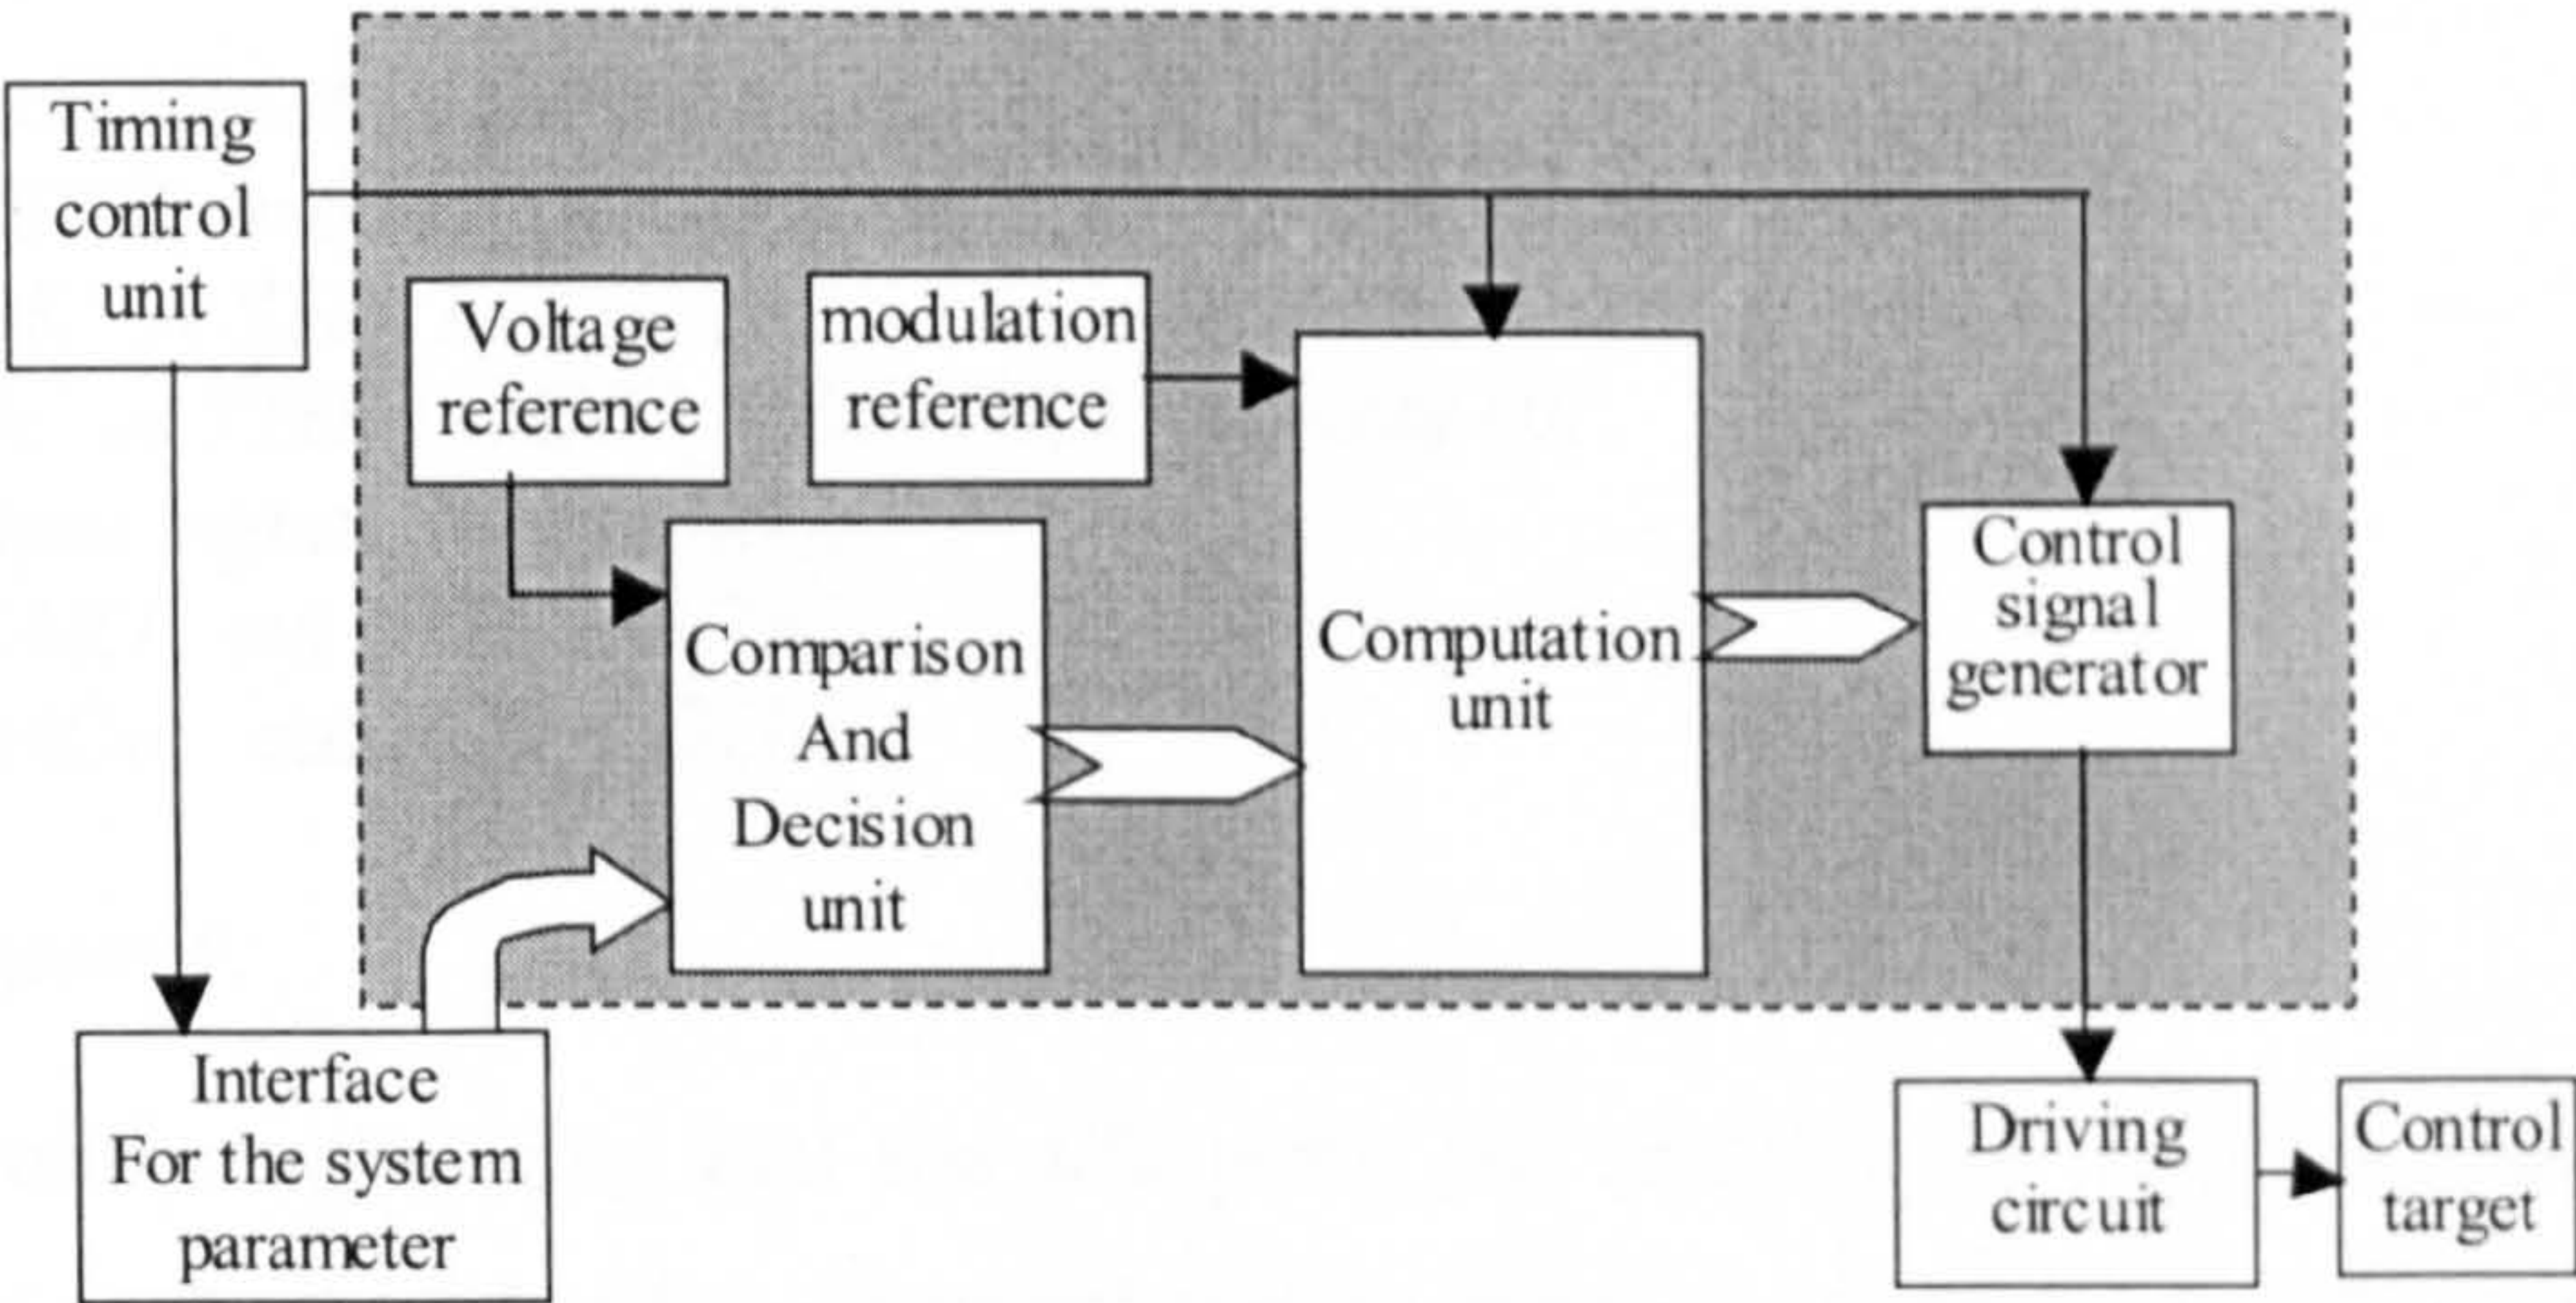 Timing
control
unit
Voltage
reference
modulation
reference
Comparison
And
Decision
unit
Computation
unit
Control
signal
generator
Interface
For the system
parameter
Driving
circuit
Control
target